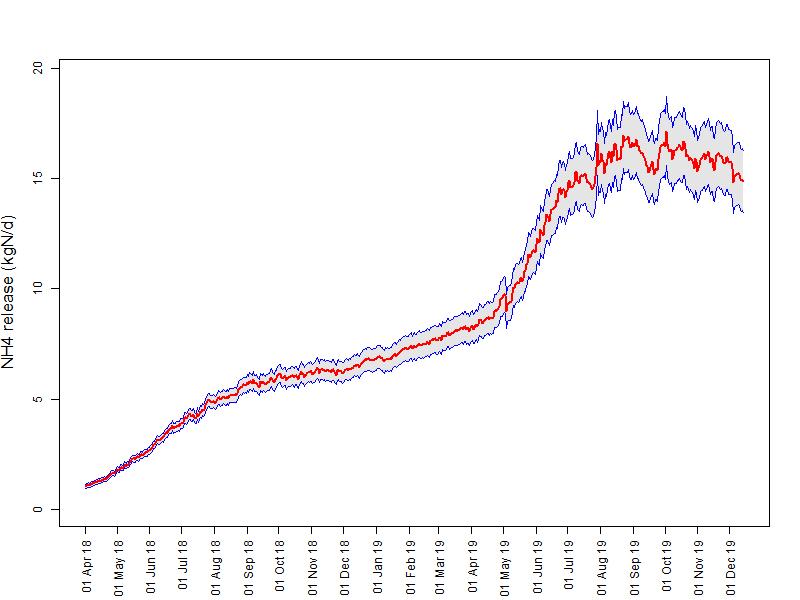 NH4 release (kgN/d)
20
15
10
5
0
01 Apr 18
01 May 18
01 Jun 18
01 Jul 18
01 Aug 18
01 Sep 18
01 Oct 18
01 Nov 18
01 Dec 18
01 Jan 19
01 Feb 19
01 Mar 19
01 Apr 19
01 May 19
01 Jun 19
01 Jul 19
01 Aug 19
01 Sep 19
01 Oct 19
01 Nov 19
01 Dec 19